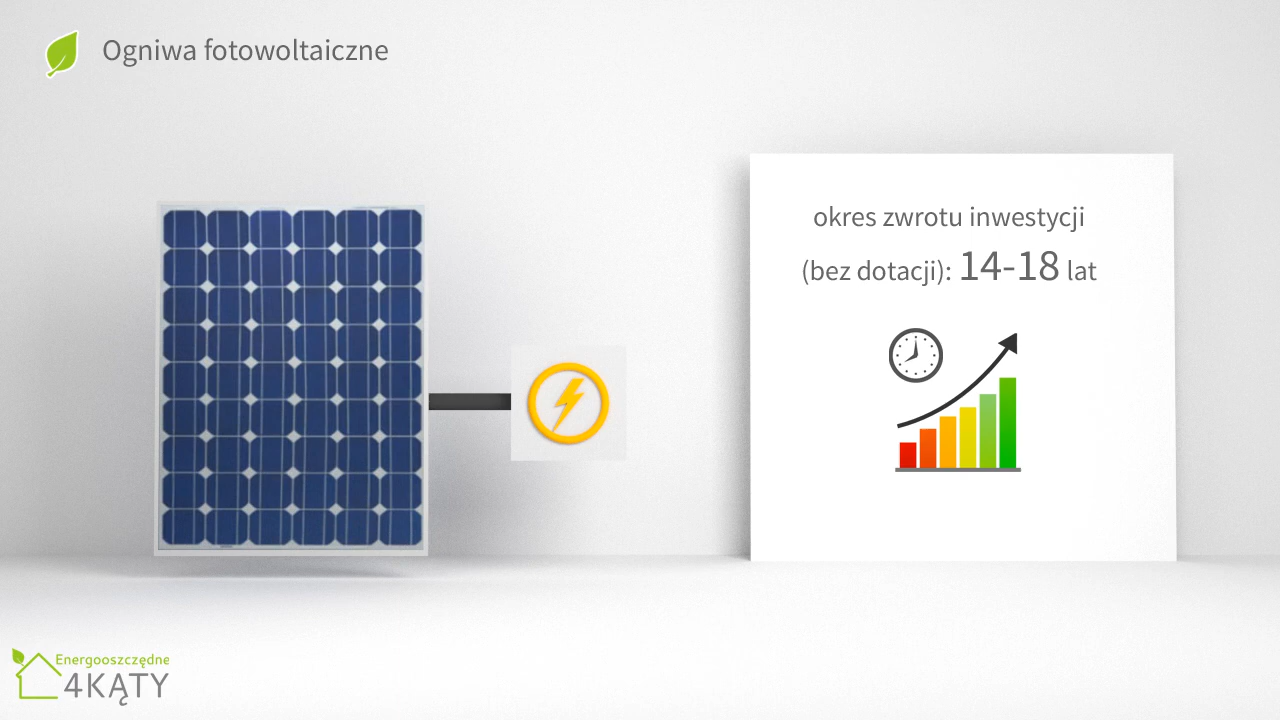 Ogniwa fotowoltaiczne
okres zwrotu inwestycji
(bez dotacji): 14-18 lat
Energooszczędne
4KĄTY